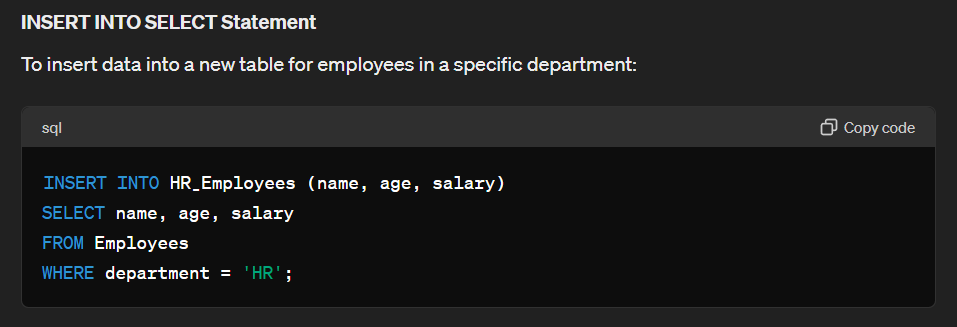 INSERT INTO SELECT Statement
To insert data into a new table for employees in a specific department:
sql
Copy code
INSERT INTO HR_Employees (name, age, salary)
SELECT name, age, salary
FROM Employees
WHERE department = 'HR';